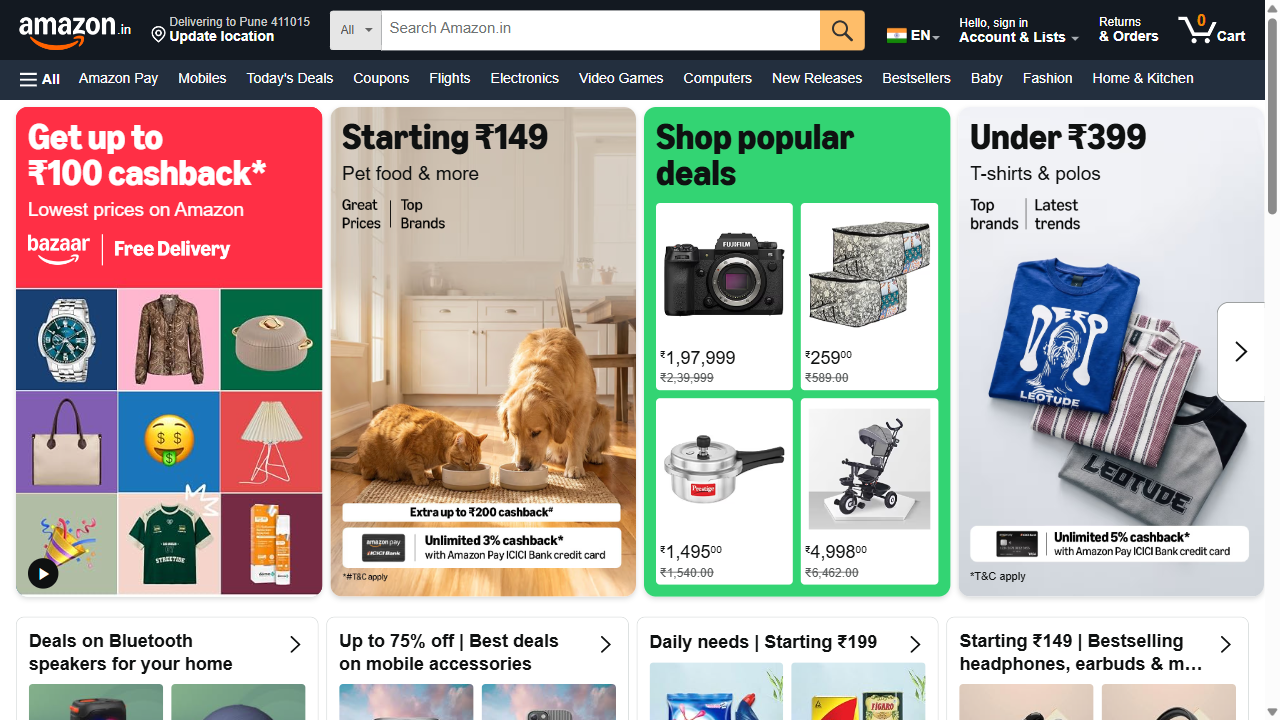 amazon.in
Delivering to Pune 411015
Update location
All
Search Amazon.in
EN
Hello, sign in
Account & Lists
Returns
& Orders
0
Cart
All
Amazon Pay
Mobiles
Today's Deals
Coupons
Flights
Electronics
Video Games
Computers
New Releases
Bestsellers
Baby
Fashion
Home & Kitchen
Get up to
₹100 cashback*
Lowest prices on Amazon
bazaar
Free Delivery
STREETIDE
Starting ₹149
Pet food & more
Great
Prices
Top
Brands
Extra up to ₹200 cashback#
amazon pay
ICICI Bank
Unlimited 3% cashback*
with Amazon Pay ICICI Bank credit card
*#T&C apply
Shop popular
deals
FUJIFILM
₹1,97,999
₹2,39,999
₹259.00
₹589.00
Prestige
₹1,495.00
₹1,540.00
₹4,998.00
₹6,462.00
Under ₹399
T-shirts & polos
Top
brands
Latest
trends
DEEP
LEOTUDE
LEOTUDE
Unlimited 5% cashback*
with Amazon Pay ICICI Bank credit card
*T&C apply
Deals on Bluetooth
speakers for your home
Up to 75% off | Best deals
on mobile accessories
Daily needs | Starting ₹199
FIGARO
Starting ₹149 | Bestselling
headphones, earbuds & m…